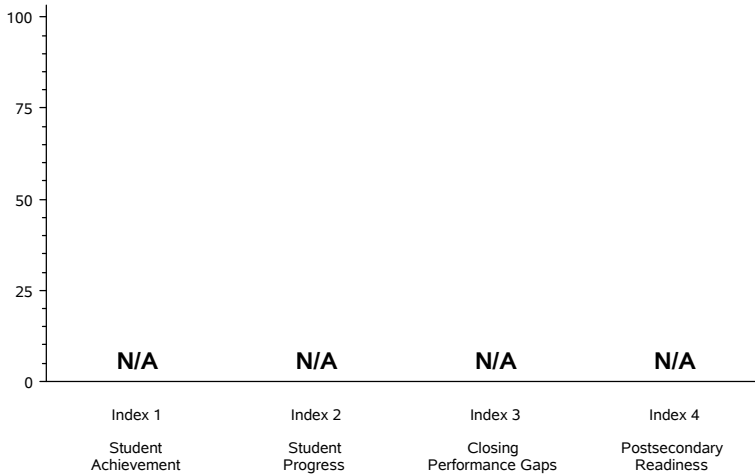 100
75
50
25
0
N/A N/A N/A N/A
Index 1 Index 2 Index 3 Index 4
Student Student Closing Postsecondary
Achievement Progress Performance Gaps Readiness